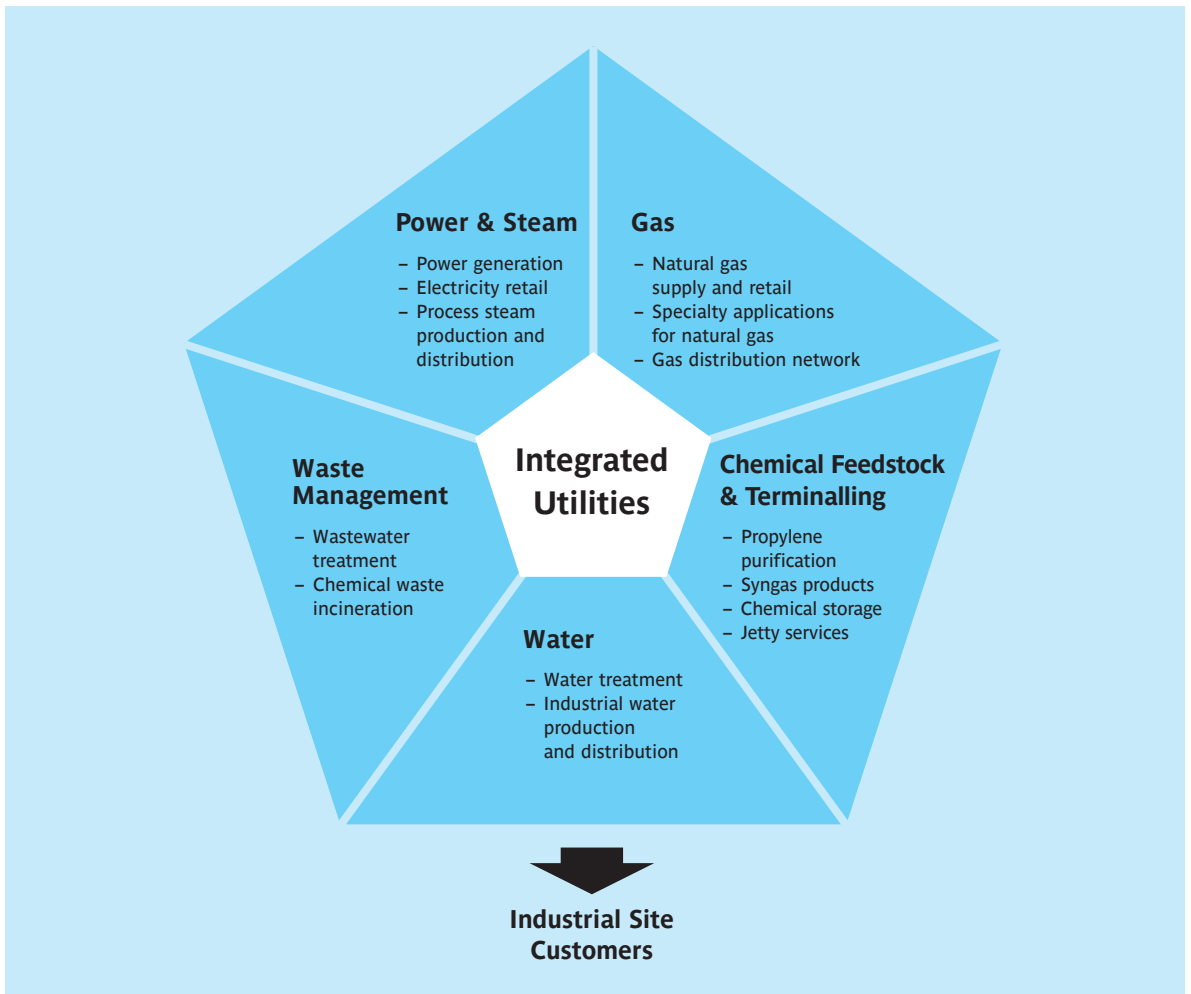 Power & Steam
– Power generation
– Electricity retail
– Process steam
production and
distribution
Gas
– Natural gas
supply and retail
– Specialty applications
for natural gas
– Gas distribution network
Waste
Management
– Wastewater
treatment
– Chemical waste
incineration
Integrated
Utilities
Chemical Feedstock
& Terminalling
– Propylene
purification
– Syngas products
– Chemical storage
– Jetty services
Water
– Water treatment
– Industrial water
production
and distribution
Industrial Site
Customers